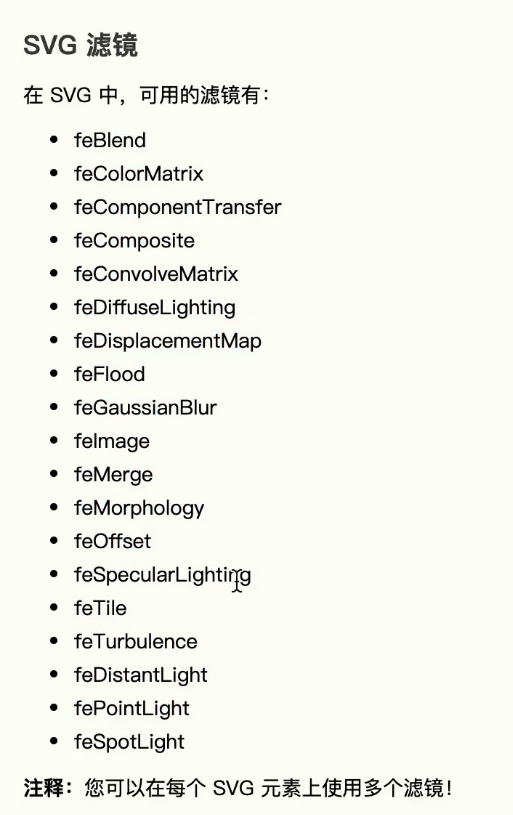 SVG 滤镜
在 SVG 中，可用的滤镜有：
• feBlend
• feColorMatrix
• feComponentTransfer
• feComposite
• feConvolveMatrix
• feDiffuseLighting
• feDisplacementMap
• feFlood
• feGaussianBlur
• feImage
• feMerge
• feMorphology
• feOffset
• feSpecularLighting
• feTile
• feTurbulence
• feDistantLight
• fePointLight
• feSpotLight
注释：您可以在每个 SVG 元素上使用多个滤镜！